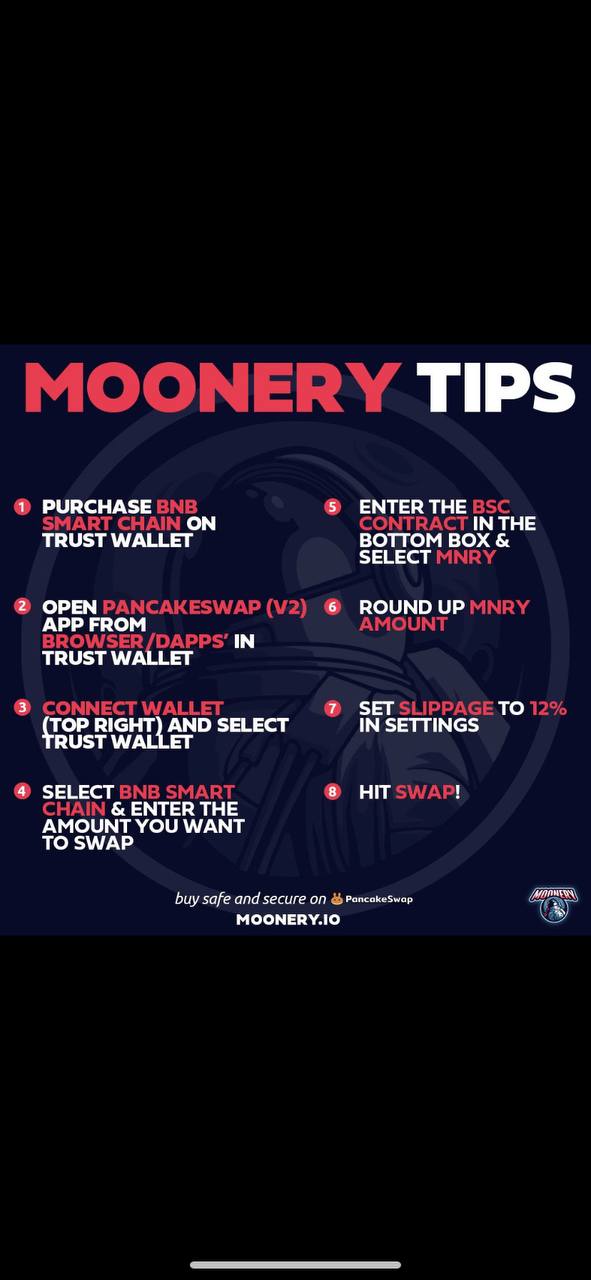 MOONERY TIPS
1 PURCHASE BNB
SMART CHAIN ON
TRUST WALLET
2 OPEN PANCAKESWAP (V2)
APP FROM
BROWSER/DAPPS' IN
TRUST WALLET
3 CONNECT WALLET
(TOP RIGHT) AND SELECT
TRUST WALLET
4 SELECT BNB SMART
CHAIN & ENTER THE
AMOUNT YOU WANT
TO SWAP
5 ENTER THE BSC
CONTRACT IN THE
BOTTOM BOX &
SELECT MNRY
6 ROUND UP MNRY
AMOUNT
7 SET SLIPPAGE TO 12%
IN SETTINGS
8 HIT SWAP!
buy safe and secure on PancakeSwap
MOONERY.IO
MOONERY